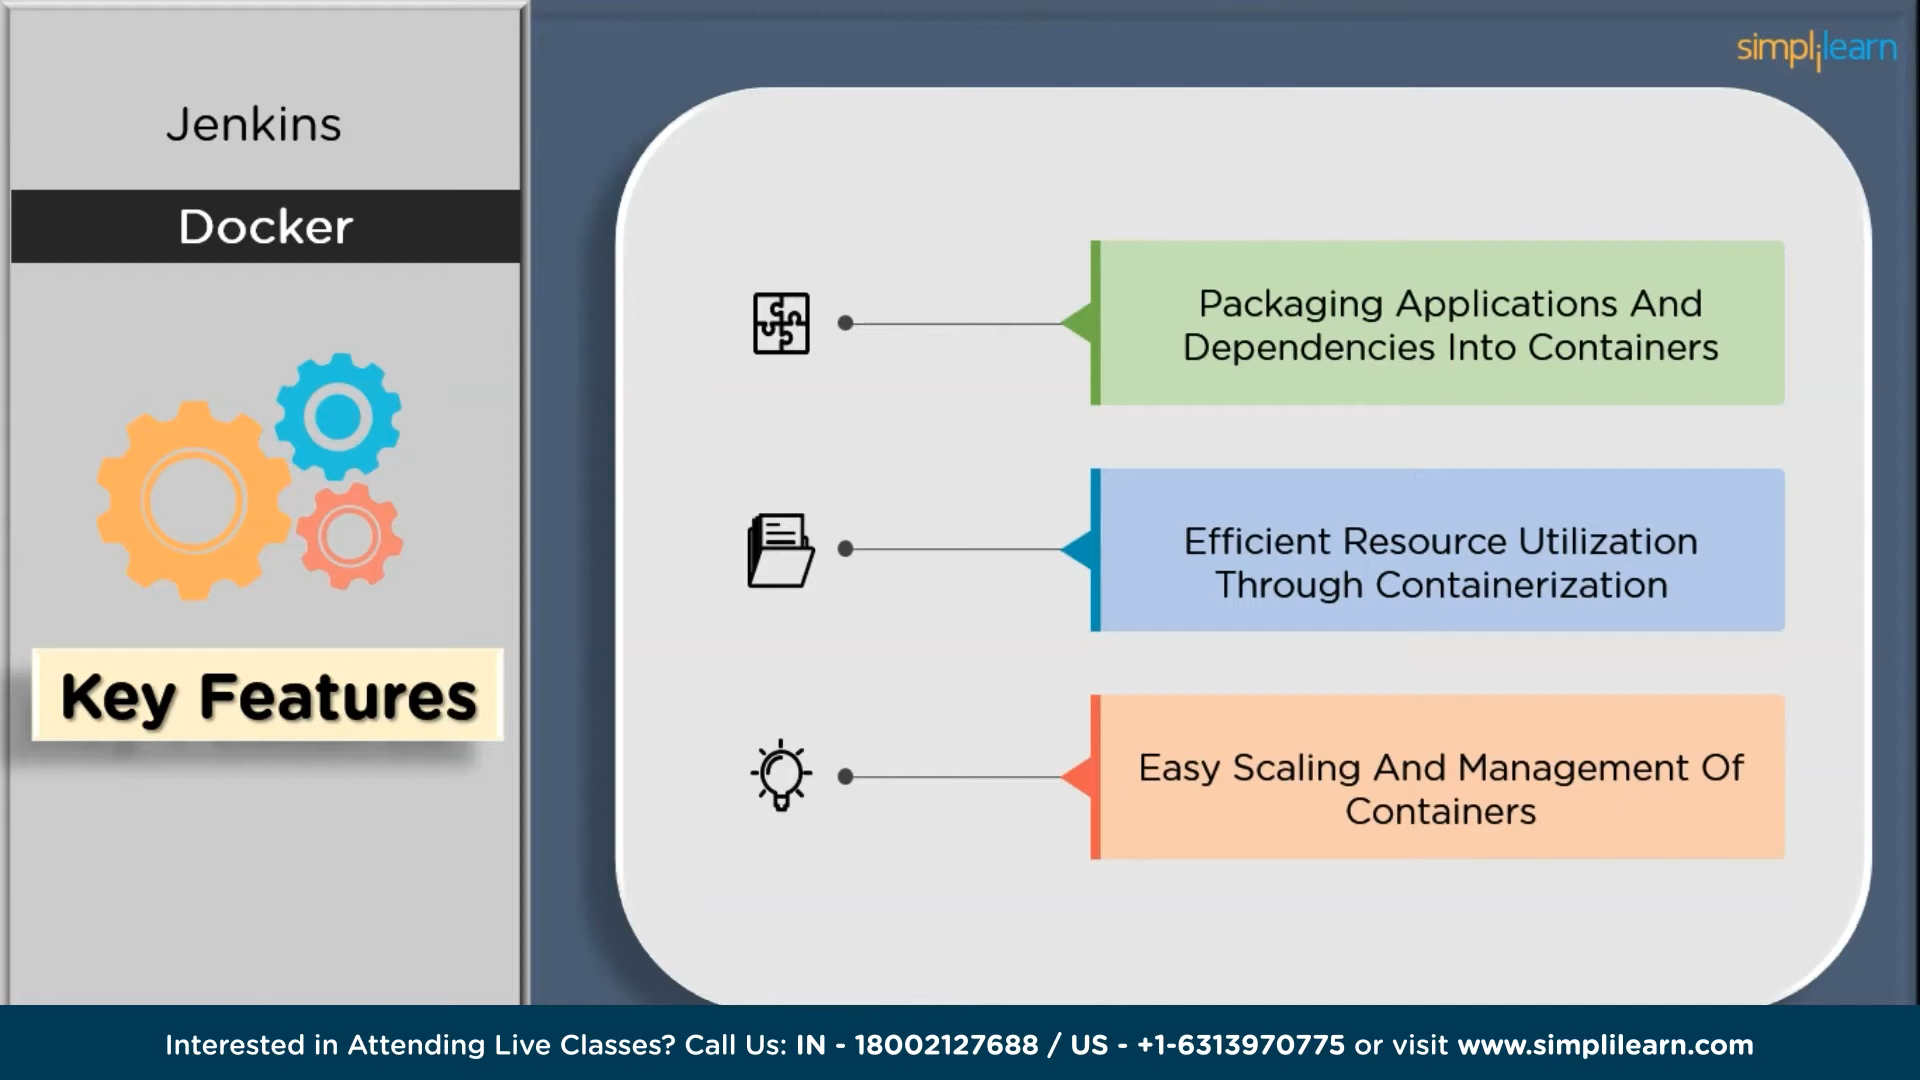 simplilearn
Jenkins
Docker
Key Features
Packaging Applications And
Dependencies Into Containers
Efficient Resource Utilization
Through Containerization
Easy Scaling And Management Of
Containers
Interested in Attending Live Classes? Call Us: IN - 18002127688 / US - +1-6313970775 or visit www.simplilearn.com